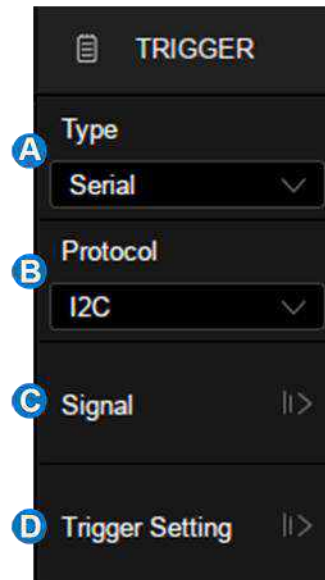 TRIGGER
A
Type
Serial
B
Protocol
I2C
C
Signal
D
Trigger Setting